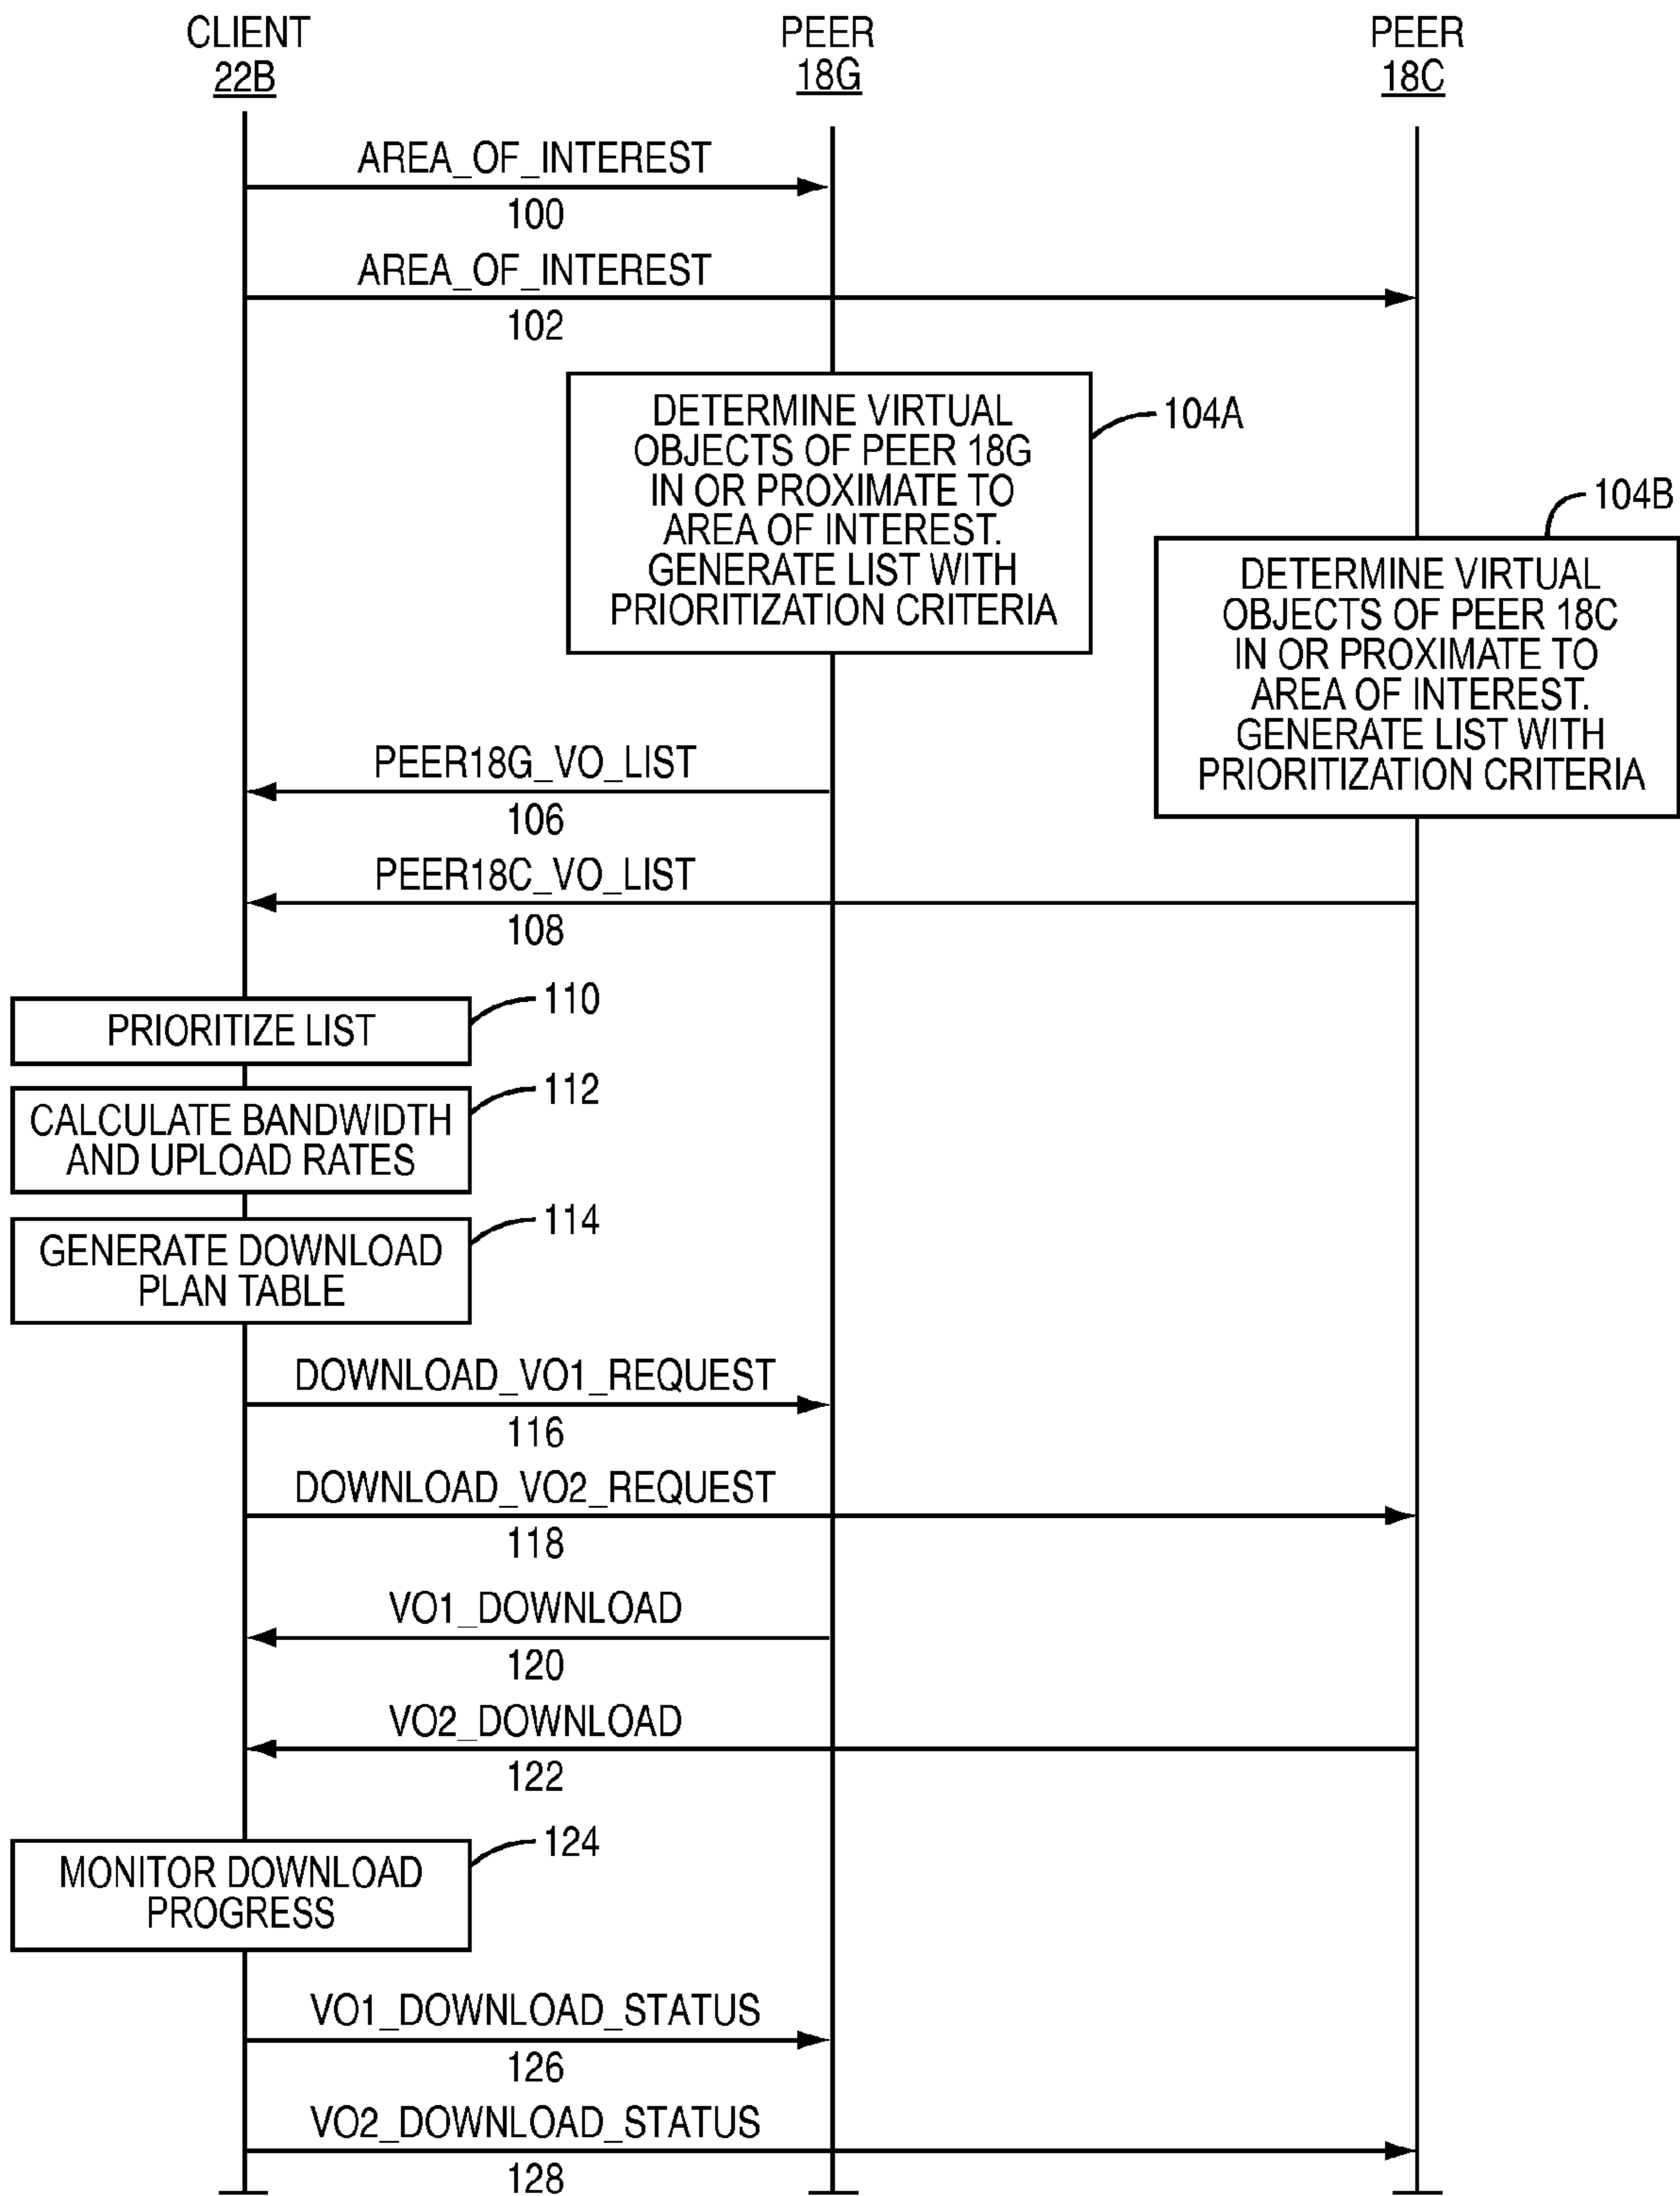 CLIENT
22B
PEER
18G
PEER
18C
AREA_OF_INTEREST
100
AREA_OF_INTEREST
102
DETERMINE VIRTUAL
OBJECTS OF PEER 18G
IN OR PROXIMATE TO
AREA OF INTEREST.
GENERATE LIST WITH
PRIORITIZATION CRITERIA
104A
104B
DETERMINE VIRTUAL
OBJECTS OF PEER 18C
IN OR PROXIMATE TO
AREA OF INTEREST.
GENERATE LIST WITH
PRIORITIZATION CRITERIA
PEER18G_VO_LIST
106
PEER18C_VO_LIST
108
PRIORITIZE LIST
110
CALCULATE BANDWIDTH
AND UPLOAD RATES
112
GENERATE DOWNLOAD
PLAN TABLE
114
DOWNLOAD_VO1_REQUEST
116
DOWNLOAD_VO2_REQUEST
118
VO1_DOWNLOAD
120
VO2_DOWNLOAD
122
MONITOR DOWNLOAD
PROGRESS
124
VO1_DOWNLOAD_STATUS
126
VO2_DOWNLOAD_STATUS
128